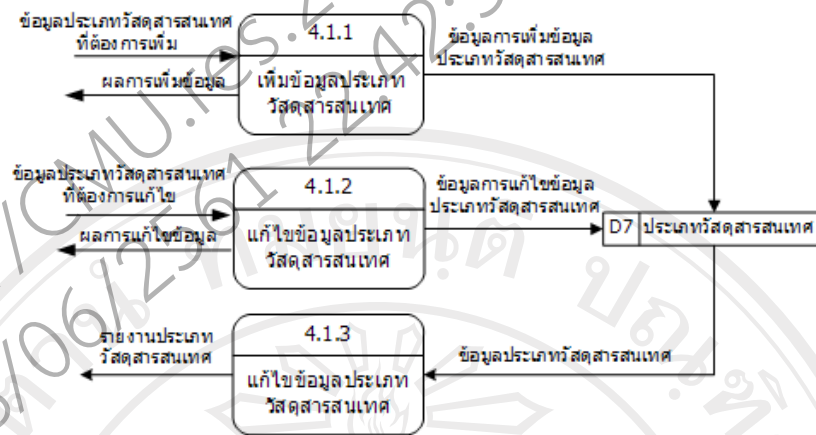 ข้อมูลประเภทวัสดุสารสนเทศ
ที่ต้องการเพิ่ม
ผลการเพิ่มข้อมูล
4.1.1
เพิ่มข้อมูลประเภท
วัสดุสารสนเทศ
ข้อมูลการเพิ่มข้อมูล
ประเภทวัสดุสารสนเทศ
ข้อมูลประเภทวัสดุสารสนเทศ
ที่ต้องการแก้ไข
ผลการแก้ไขข้อมูล
4.1.2
แก้ไขข้อมูลประเภท
วัสดุสารสนเทศ
ข้อมูลการแก้ไขข้อมูล
ประเภทวัสดุสารสนเทศ
D7 ประเภทวัสดุสารสนเทศ
รายงานประเภท
วัสดุสารสนเทศ
4.1.3
แก้ไขข้อมูลประเภท
วัสดุสารสนเทศ
ข้อมูลประเภทวัสดุสารสนเทศ
/CMU.res.
/06/2561 22:42: